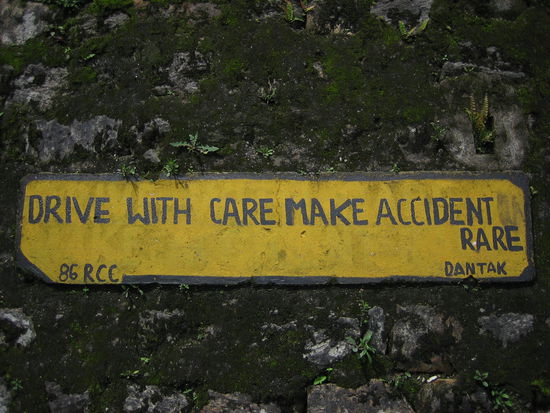 DRIVE WITH CARE, MAKE ACCIDENT
RARE
86 RCC DANTAK